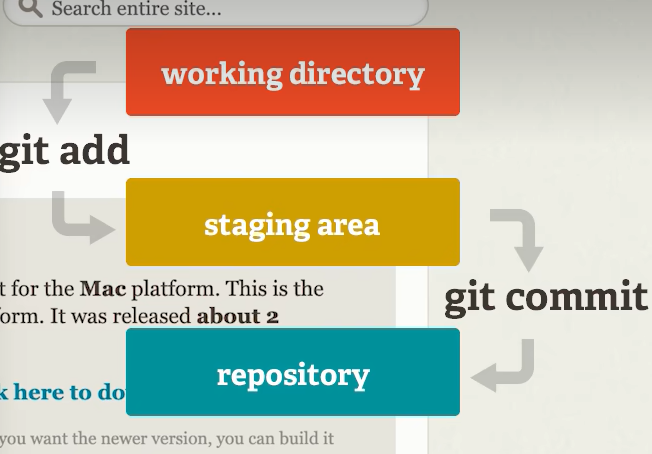 Search entire site...
working directory
git add
staging area
t for the Mac platform. This is the
orm. It was released about 2
git commit
repository
k here to do
you want the newer version, you can build it